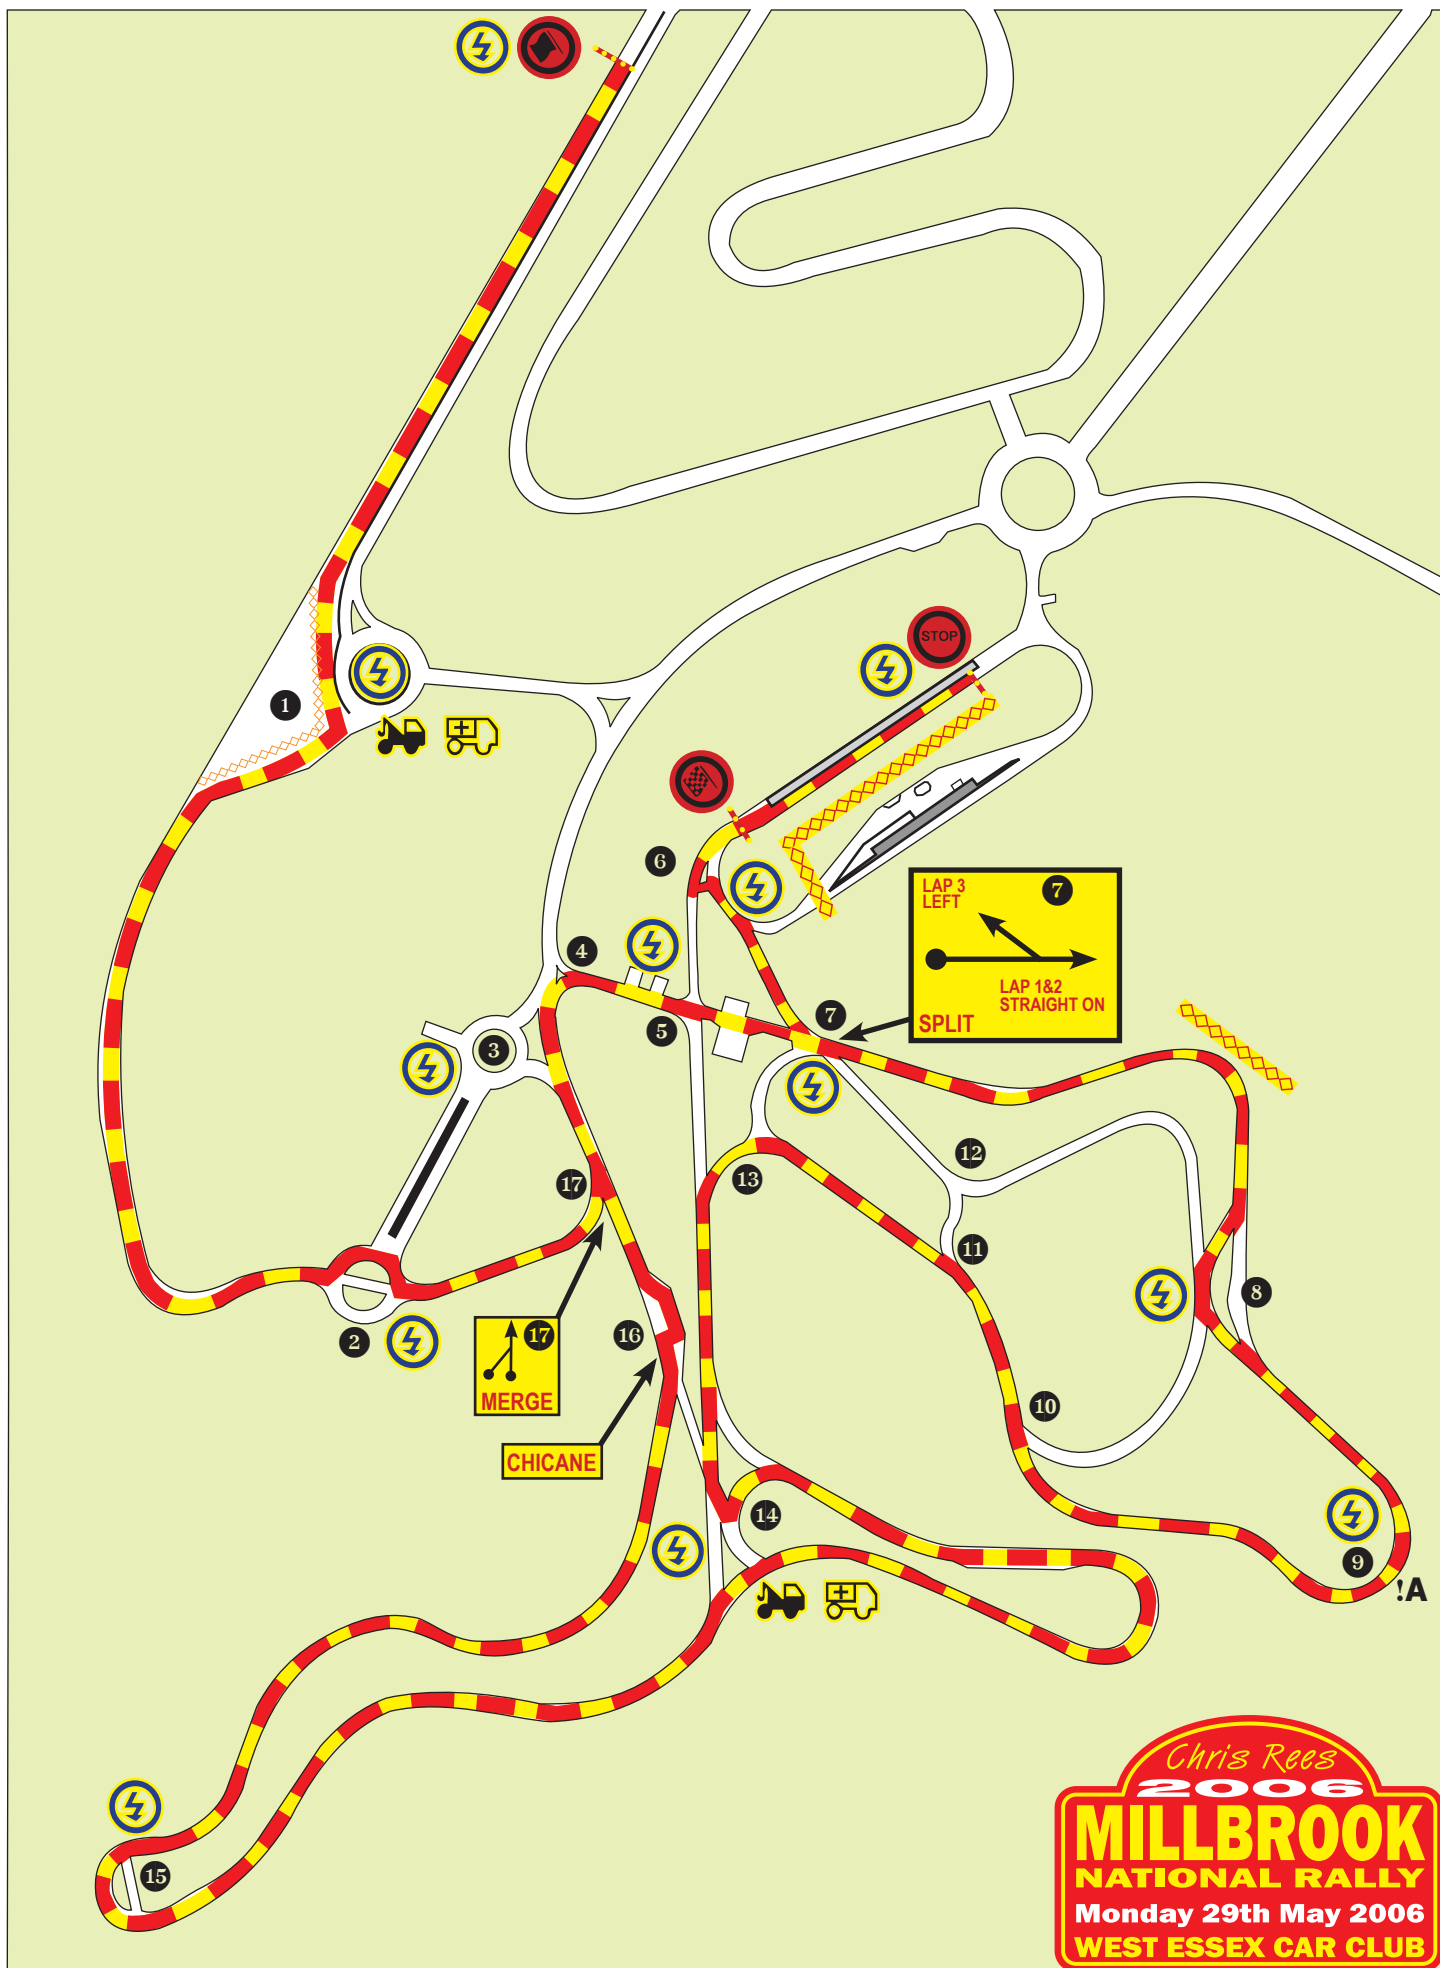 1
STOP
6
LAP 3
LEFT
7
LAP 1&2
STRAIGHT ON
SPLIT
4
5
7
3
12
13
17
11
8
2
16
17
MERGE
10
CHICANE
14
9
!A
15
Chris Rees
2006
MILLBROOK
NATIONAL RALLY
Monday 29th May 2006
WEST ESSEX CAR CLUB